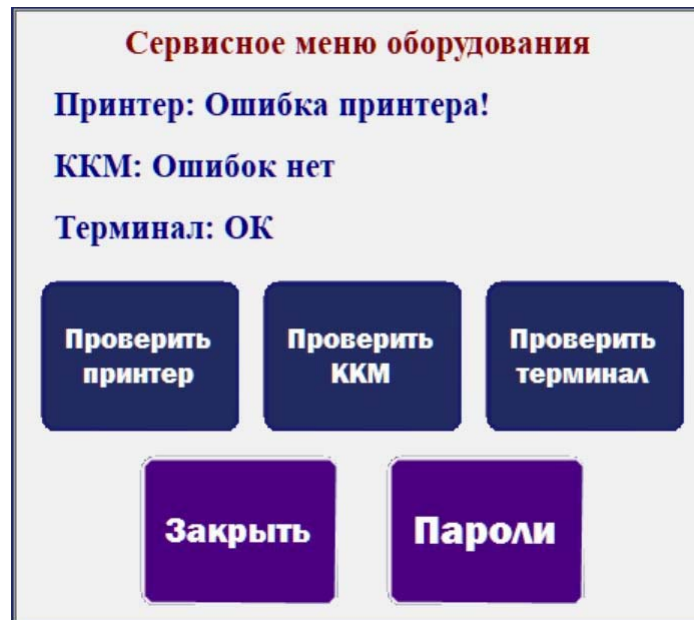 Сервисное меню оборудования
Принтер: Ошибка принтера!
ККМ: Ошибок нет
Терминал: ОК
Проверить принтер
Проверить ККМ
Проверить терминал
Закрыть
Пароли